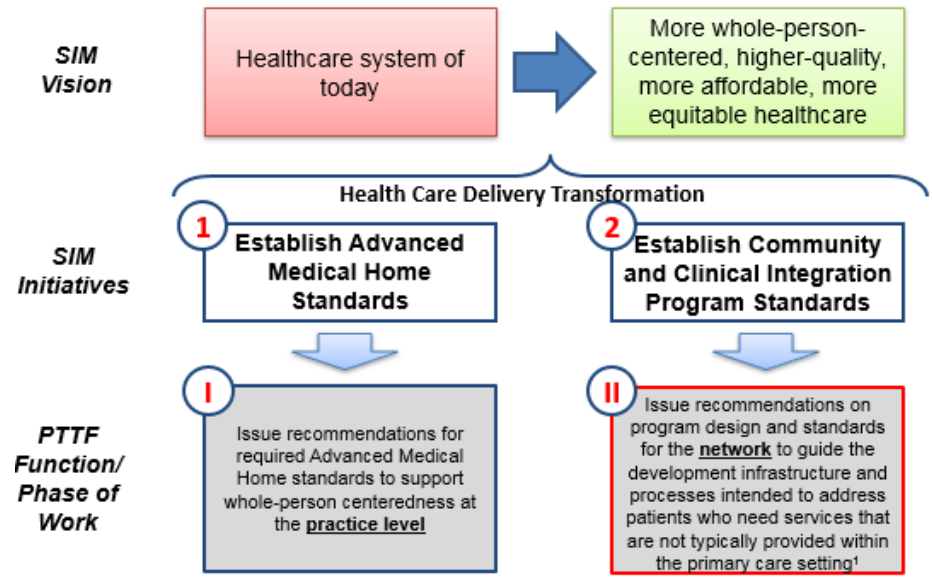 SIM
Vision
Healthcare system of
today
More whole-person-
centered, higher-quality,
more affordable, more
equitable healthcare
Health Care Delivery Transformation
SIM
Initiatives
1
Establish Advanced
Medical Home
Standards
2
Establish Community
and Clinical Integration
Program Standards
PTTF
Function/
Phase of
Work
I
Issue recommendations for
required Advanced Medical
Home standards to support
whole-person centeredness at
the practice level
II
Issue recommendations on
program design and standards
for the network to guide the
development infrastructure and
processes intended to address
patients who need services that
are not typically provided within
the primary care setting¹